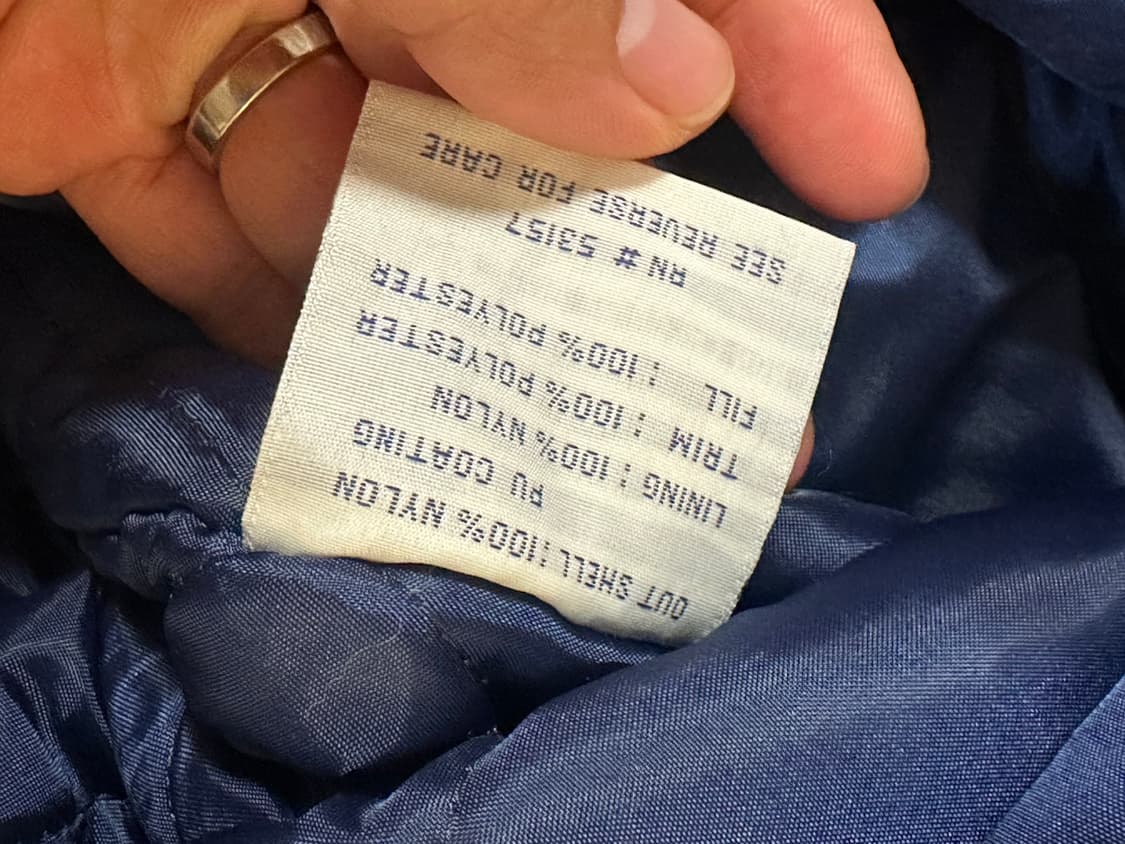 OUT SHELL : 100% NYLON
PU COATING
LINING : 100% NYLON
TRIM : 100% POLYESTER
FILL : 100% POLYESTER
RN # 53157
SEE REVERSE FOR CARE